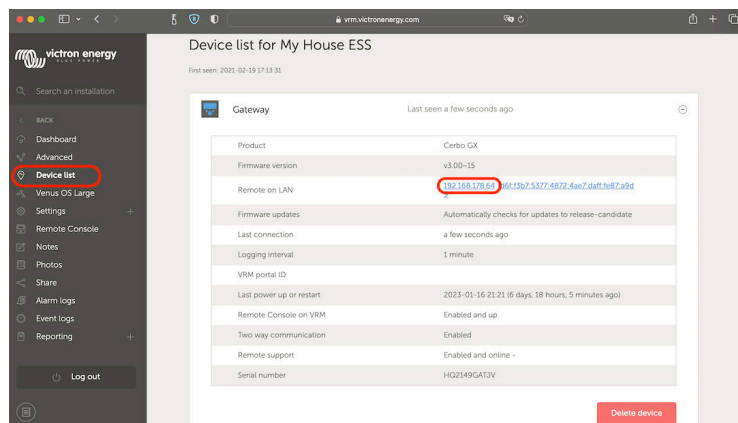 vrm.victronenergy.com
victron energy
BLUE POWER
Search an installation
BACK
Dashboard
Advanced
Device list
Venus OS Large
Settings
Remote Console
Notes
Photos
Share
Alarm logs
Event logs
Reporting
Log out
Device list for My House ESS
First seen: 2021-02-19 17:13:31
Gateway Last seen a few seconds ago
Product Cerbo GX
Firmware version v3.00~15
Remote on LAN 192.168.178.64
Firmware updates Automatically checks for updates to release-candidate
Last connection a few seconds ago
Logging interval 1 minute
VRM portal ID
Last power up or restart 2023-01-16 21:21 (6 days, 18 hours, 5 minutes ago)
Remote Console on VRM Enabled and up
Two way communication Enabled
Remote support Enabled and online -
Serial number HQ2149GATJV
Delete device